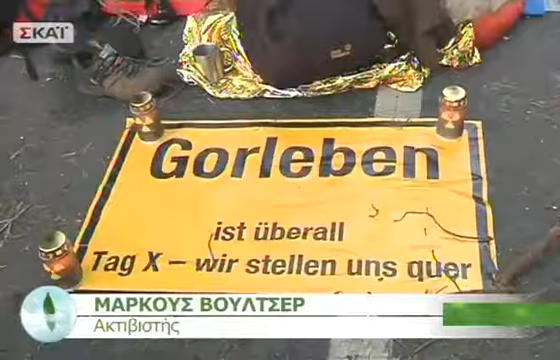 ΣΚΑΪ
Gorleben
ist überall
Tag X – wir stellen uns quer
ΜΑΡΚΟΥΣ ΒΟΥΛΤΣΕΡ
Ακτιβιστής